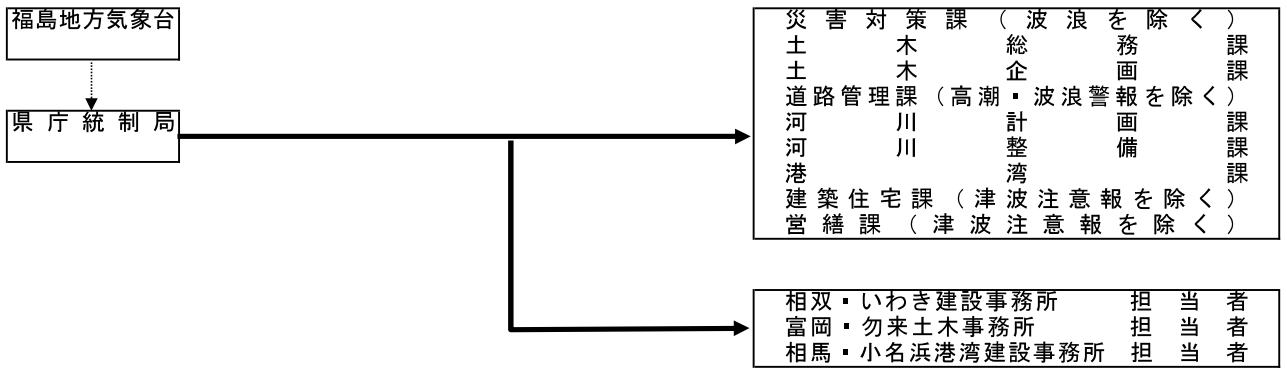 福島地方気象台
県庁統制局
災害対策課（波浪を除く）
土木総務課
土木企画課
道路管理課（高潮・波浪警報を除く）
河川計画課
河川整備課
港湾課
建築住宅課（津波注意報を除く）
営繕課（津波注意報を除く）
相双・いわき建設事務所　担当者
富岡・勿来土木事務所　担当者
相馬・小名浜港湾建設事務所　担当者